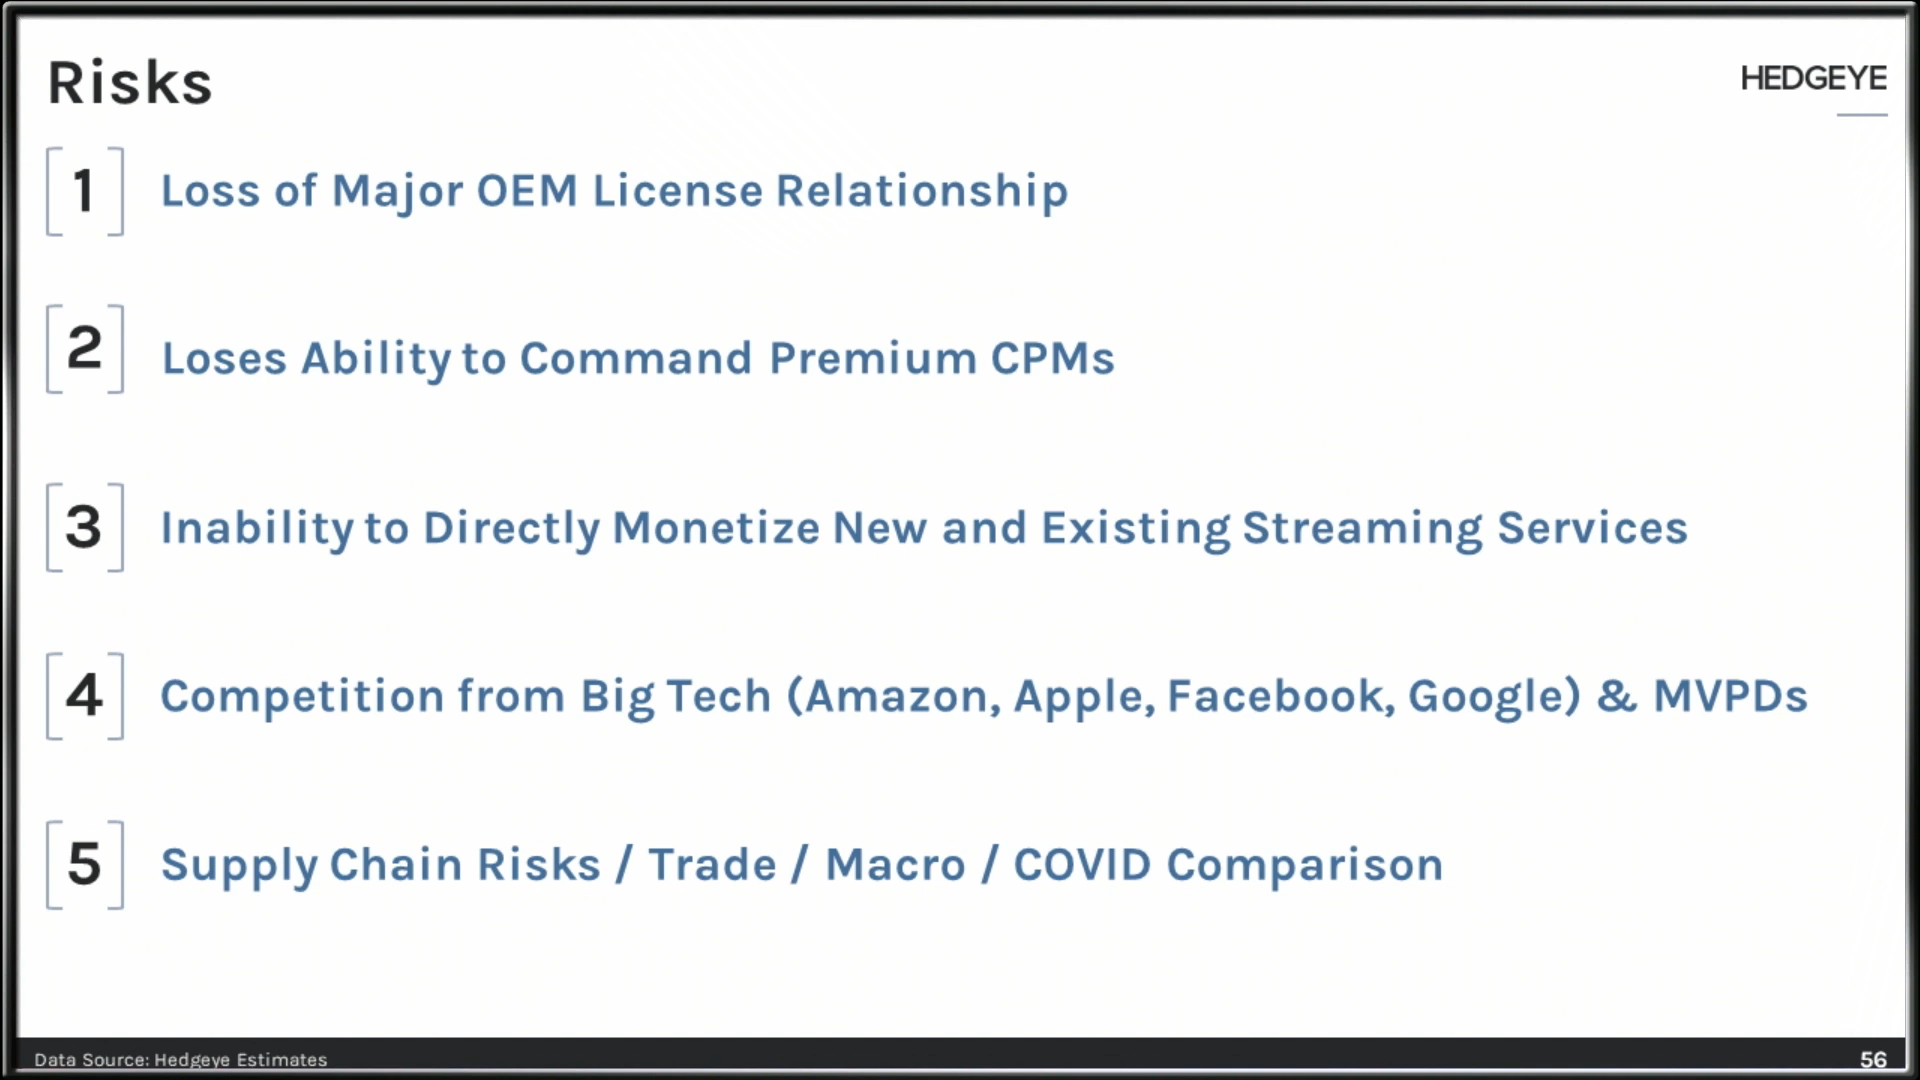 Risks
HEDGEYE
1 Loss of Major OEM License Relationship
2 Loses Ability to Command Premium CPMs
3 Inability to Directly Monetize New and Existing Streaming Services
4 Competition from Big Tech (Amazon, Apple, Facebook, Google) & MVPDs
5 Supply Chain Risks / Trade / Macro / COVID Comparison
Data Source: Hedgeye Estimates
56